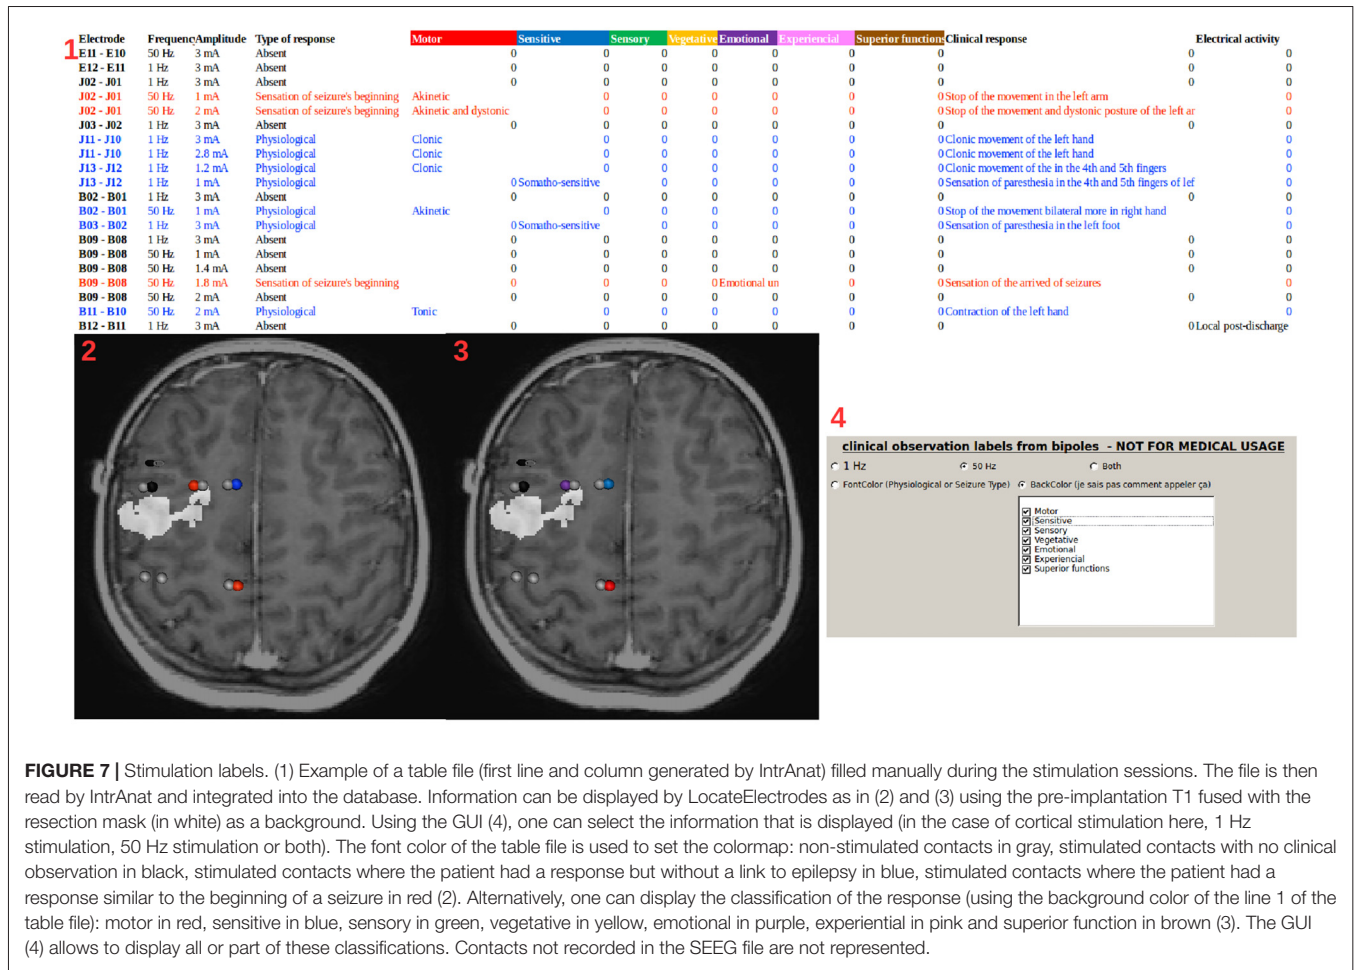 1
Electrode Frequenc Amplitude Type of response Motor Sensitive Sensory Vegetative Emotional Experiencial Superior functions Clinical response Electrical activity
E11 - E10 50 Hz 3 mA Absent 0 0 0 0 0 0 0 0 0
E12 - E11 1 Hz 3 mA Absent 0 0 0 0 0 0 0 0 0
J02 - J01 1 Hz 3 mA Absent 0 0 0 0 0 0 0 0 0
J02 - J01 50 Hz 1 mA Sensation of seizure's beginning Akinetic 0 0 0 0 0 0 Stop of the movement in the left arm 0
J02 - J01 50 Hz 2 mA Sensation of seizure's beginning Akinetic and dystonic 0 0 0 0 0 0 Stop of the movement and dystonic posture of the left ar 0
J03 - J02 1 Hz 3 mA Absent 0 0 0 0 0 0 0 0 0
J11 - J10 1 Hz 3 mA Physiological Clonic 0 0 0 0 0 0 Clonic movement of the left hand 0
J11 - J10 1 Hz 2.8 mA Physiological Clonic 0 0 0 0 0 0 Clonic movement of the left hand 0
J13 - J12 1 Hz 1.2 mA Physiological Clonic 0 0 0 0 0 0 Clonic movement of the in the 4th and 5th fingers 0
J13 - J12 1 Hz 1 mA Physiological 0 Somatho-sensitive 0 0 0 0 0 Sensation of paresthesia in the 4th and 5th fingers of lef 0
B02 - B01 1 Hz 3 mA Absent 0 0 0 0 0 0 0 0 0
B02 - B01 50 Hz 1 mA Physiological Akinetic 0 0 0 0 0 0 Stop of the movement bilateral more in right hand 0
B03 - B02 1 Hz 3 mA Physiological 0 Somatho-sensitive 0 0 0 0 0 Sensation of paresthesia in the left foot 0
B09 - B08 1 Hz 3 mA Absent 0 0 0 0 0 0 0 0 0
B09 - B08 50 Hz 1 mA Absent 0 0 0 0 0 0 0 0 0
B09 - B08 50 Hz 1.4 mA Absent 0 0 0 0 0 0 0 0 0
B09 - B08 50 Hz 1.8 mA Sensation of seizure's beginning 0 0 0 0 Emotional un 0 0 Sensation of the arrived of seizures 0
B09 - B08 50 Hz 2 mA Absent 0 0 0 0 0 0 0 0 0
B11 - B10 50 Hz 2 mA Physiological Tonic 0 0 0 0 0 0 Contraction of the left hand 0
B12 - B11 1 Hz 3 mA Absent 0 0 0 0 0 0 0 0 Local post-discharge
2
3
4
clinical observation labels from bipoles - NOT FOR MEDICAL USAGE
1 Hz 50 Hz Both
FontColor (Physiological or Seizure Type) BackColor (je sais pas comment appeler ça)
Motor
Sensitive
Sensory
Vegetative
Emotional
Experiencial
Superior functions
FIGURE 7 | Stimulation labels. (1) Example of a table file (first line and column generated by IntrAnat) filled manually during the stimulation sessions. The file is then
read by IntrAnat and integrated into the database. Information can be displayed by LocateElectrodes as in (2) and (3) using the pre-implantation T1 fused with the
resection mask (in white) as a background. Using the GUI (4), one can select the information that is displayed (in the case of cortical stimulation here, 1 Hz
stimulation, 50 Hz stimulation or both). The font color of the table file is used to set the colormap: non-stimulated contacts in gray, stimulated contacts with no clinical
observation in black, stimulated contacts where the patient had a response but without a link to epilepsy in blue, stimulated contacts where the patient had a
response similar to the beginning of a seizure in red (2). Alternatively, one can display the classification of the response (using the background color of the line 1 of the
table file): motor in red, sensitive in blue, sensory in green, vegetative in yellow, emotional in purple, experiential in pink and superior function in brown (3). The GUI
(4) allows to display all or part of these classifications. Contacts not recorded in the SEEG file are not represented.